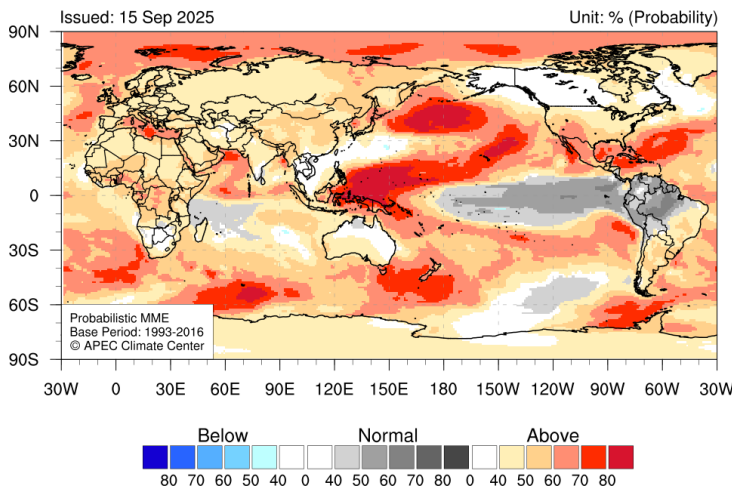 Issued: 15 Sep 2025 Unit: % (Probability)
90N
60N
30N
0
30S
60S
90S
Probabilistic MME
Base Period: 1993-2016
© APEC Climate Center
30W 0 30E 60E 90E 120E 150E 180 150W 120W 90W 60W 30W
Below Normal Above
80 70 60 50 40 0 40 50 60 70 80 0 40 50 60 70 80